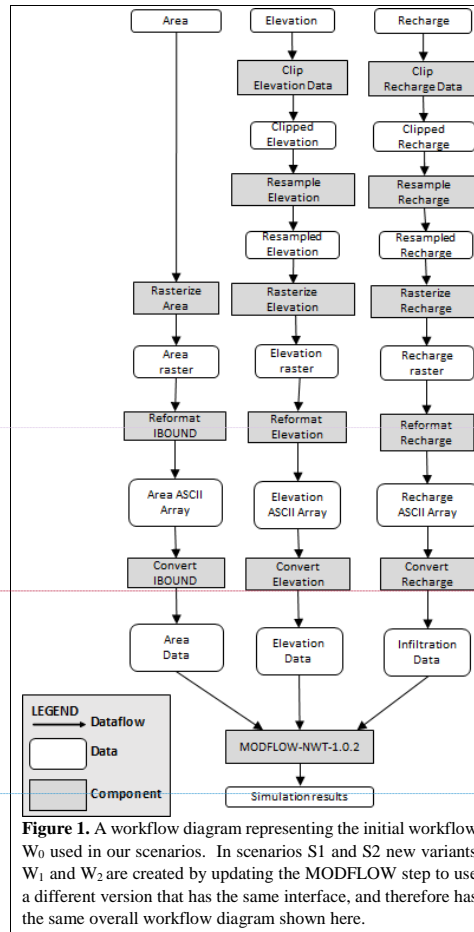 Area
Elevation
Recharge
Clip
Elevation Data
Clip
Recharge Data
Clipped
Elevation
Clipped
Recharge
Resample
Elevation
Resample
Recharge
Resampled
Elevation
Resampled
Recharge
Rasterize
Area
Rasterize
Elevation
Rasterize
Recharge
Area
raster
Elevation
raster
Recharge
raster
Reformat
IBOUND
Reformat
Elevation
Reformat
Recharge
Area ASCII
Array
Elevation
ASCII Array
Recharge
ASCII Array
Convert
IBOUND
Convert
Elevation
Convert
Recharge
Area
Data
Elevation
Data
Infiltration
Data
LEGEND
Dataflow
Data
Component
MODFLOW-NWT-1.0.2
Simulation results
Figure 1. A workflow diagram representing the initial workflow
W₀ used in our scenarios. In scenarios S1 and S2 new variants
W₁ and W₂ are created by updating the MODFLOW step to use
a different version that has the same interface, and therefore has
the same overall workflow diagram shown here.